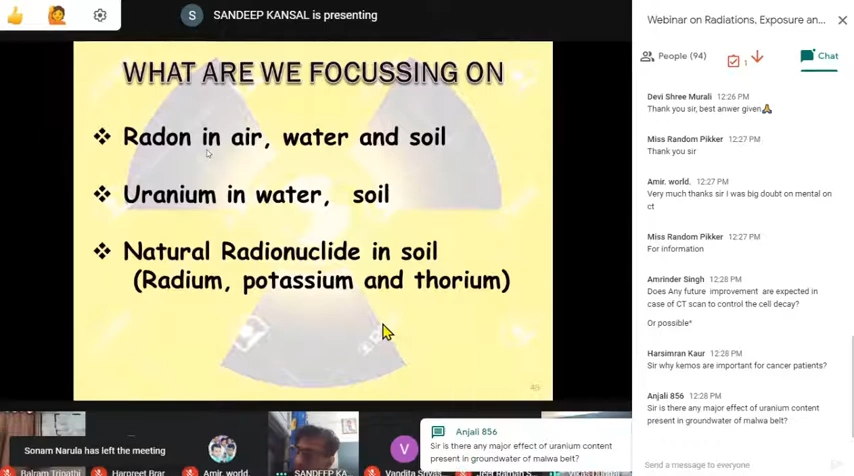 S SANDEEP KANSAL is presenting
WHAT ARE WE FOCUSSING ON
❖ Radon in air, water and soil
❖ Uranium in water, soil
❖ Natural Radionuclide in soil
(Radium, potassium and thorium)
Sonam Narula has left the meeting
Balram Tripathi
Harpreet Brar
Amir_world.
SANDEEP KA...
V
Vandita
Anjali 856
Sir is there any major effect of uranium content
present in groundwater of malwa belt?
Webinar on Radiations, Exposure an...
People (94)
1
Chat
Devi Shree Murali 12:26 PM
Thank you sir, best anwer given🙏
Miss Random Pikker 12:27 PM
Thank you sir
Amir. world. 12:27 PM
Very much thanks sir I was big doubt on mental on
ct
Miss Random Pikker 12:27 PM
For information
Amrinder Singh 12:28 PM
Does Any future improvement are expected in
case of CT scan to control the cell decay?
Or possible*
Harsimran Kaur 12:28 PM
Sir why kemos are important for cancer patients?
Anjali 856 12:28 PM
Sir is there any major effect of uranium content
present in groundwater of malwa belt?
Send a message to everyone